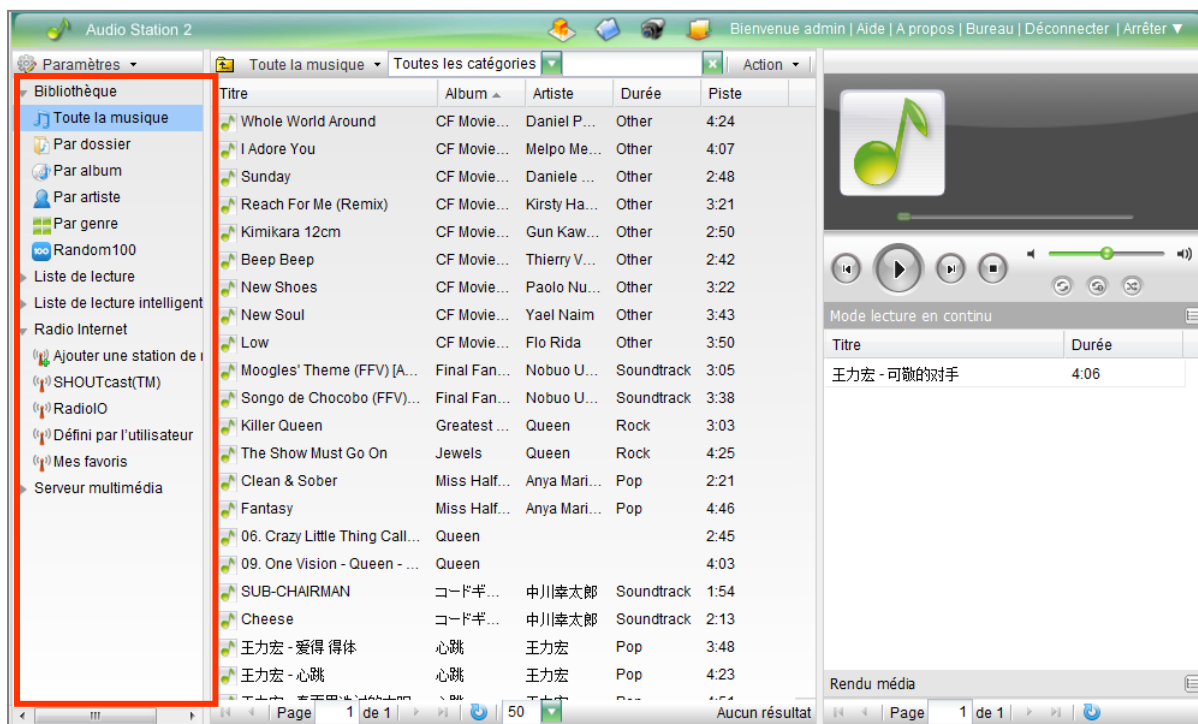 Audio Station 2
Bienvenue admin | Aide | A propos | Bureau | Déconnecter | Arrêter ▼
Paramètres
Toute la musique Toutes les catégories Action
Bibliothèque
Toute la musique
Par dossier
Par album
Par artiste
Par genre
100 Random100
Liste de lecture
Liste de lecture intelligent
Radio Internet
Ajouter une station de r
SHOUTcast(TM)
RadioIO
Défini par l'utilisateur
Mes favoris
Serveur multimédia
Titre Album Artiste Durée Piste
Whole World Around CF Movie... Daniel P... Other 4:24
I Adore You CF Movie... Melpo Me... Other 4:07
Sunday CF Movie... Daniele ... Other 2:48
Reach For Me (Remix) CF Movie... Kirsty Ha... Other 3:21
Kimikara 12cm CF Movie... Gun Kaw... Other 2:50
Beep Beep CF Movie... Thierry V... Other 2:42
New Shoes CF Movie... Paolo Nu... Other 3:22
New Soul CF Movie... Yael Naim Other 3:43
Low CF Movie... Flo Rida Other 3:50
Moogles' Theme (FFV) [A... Final Fan... Nobuo U... Soundtrack 3:05
Songo de Chocobo (FFV)... Final Fan... Nobuo U... Soundtrack 3:38
Killer Queen Greatest ... Queen Rock 3:03
The Show Must Go On Jewels Queen Rock 4:25
Clean & Sober Miss Half... Anya Mari... Pop 2:21
Fantasy Miss Half... Anya Mari... Pop 4:46
06. Crazy Little Thing Call... Queen 2:45
09. One Vision - Queen - ... Queen 4:03
SUB-CHAIRMAN コードギ... 中川幸太郎 Soundtrack 1:54
Cheese コードギ... 中川幸太郎 Soundtrack 2:13
王力宏 - 爱得 得体 心跳 王力宏 Pop 3:48
王力宏 - 心跳 心跳 王力宏 Pop 4:23
Page 1 de 1 50 Aucun résultat
Mode lecture en continu
Titre Durée
王力宏 - 可敬的对手 4:06
Rendu média
Page 1 de 1